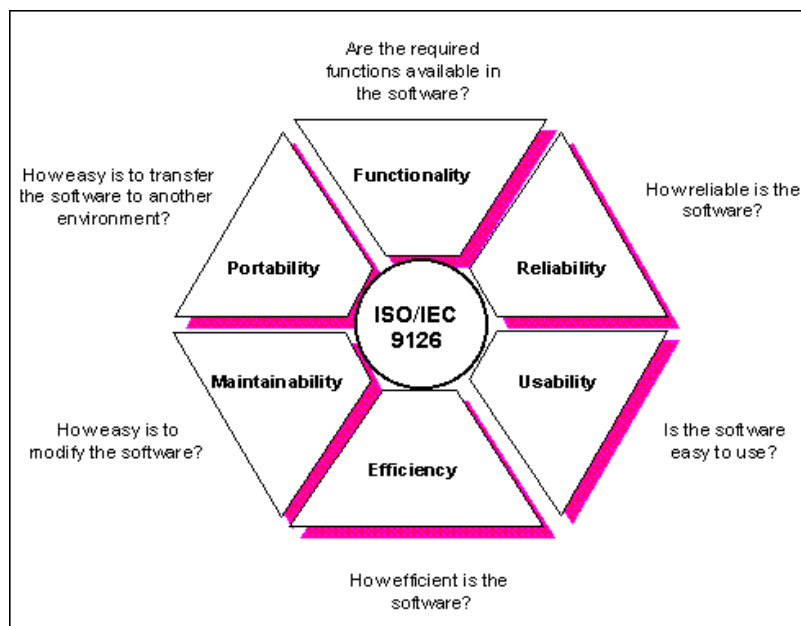 Are the required
functions available in
the software?
Functionality
How easy is to transfer
the software to another
environment?
Portability
How reliable is the
software?
Reliability
ISO/IEC
9126
Maintainability
How easy is to
modify the software?
Usability
Is the software
easy to use?
Efficiency
How efficient is the
software?